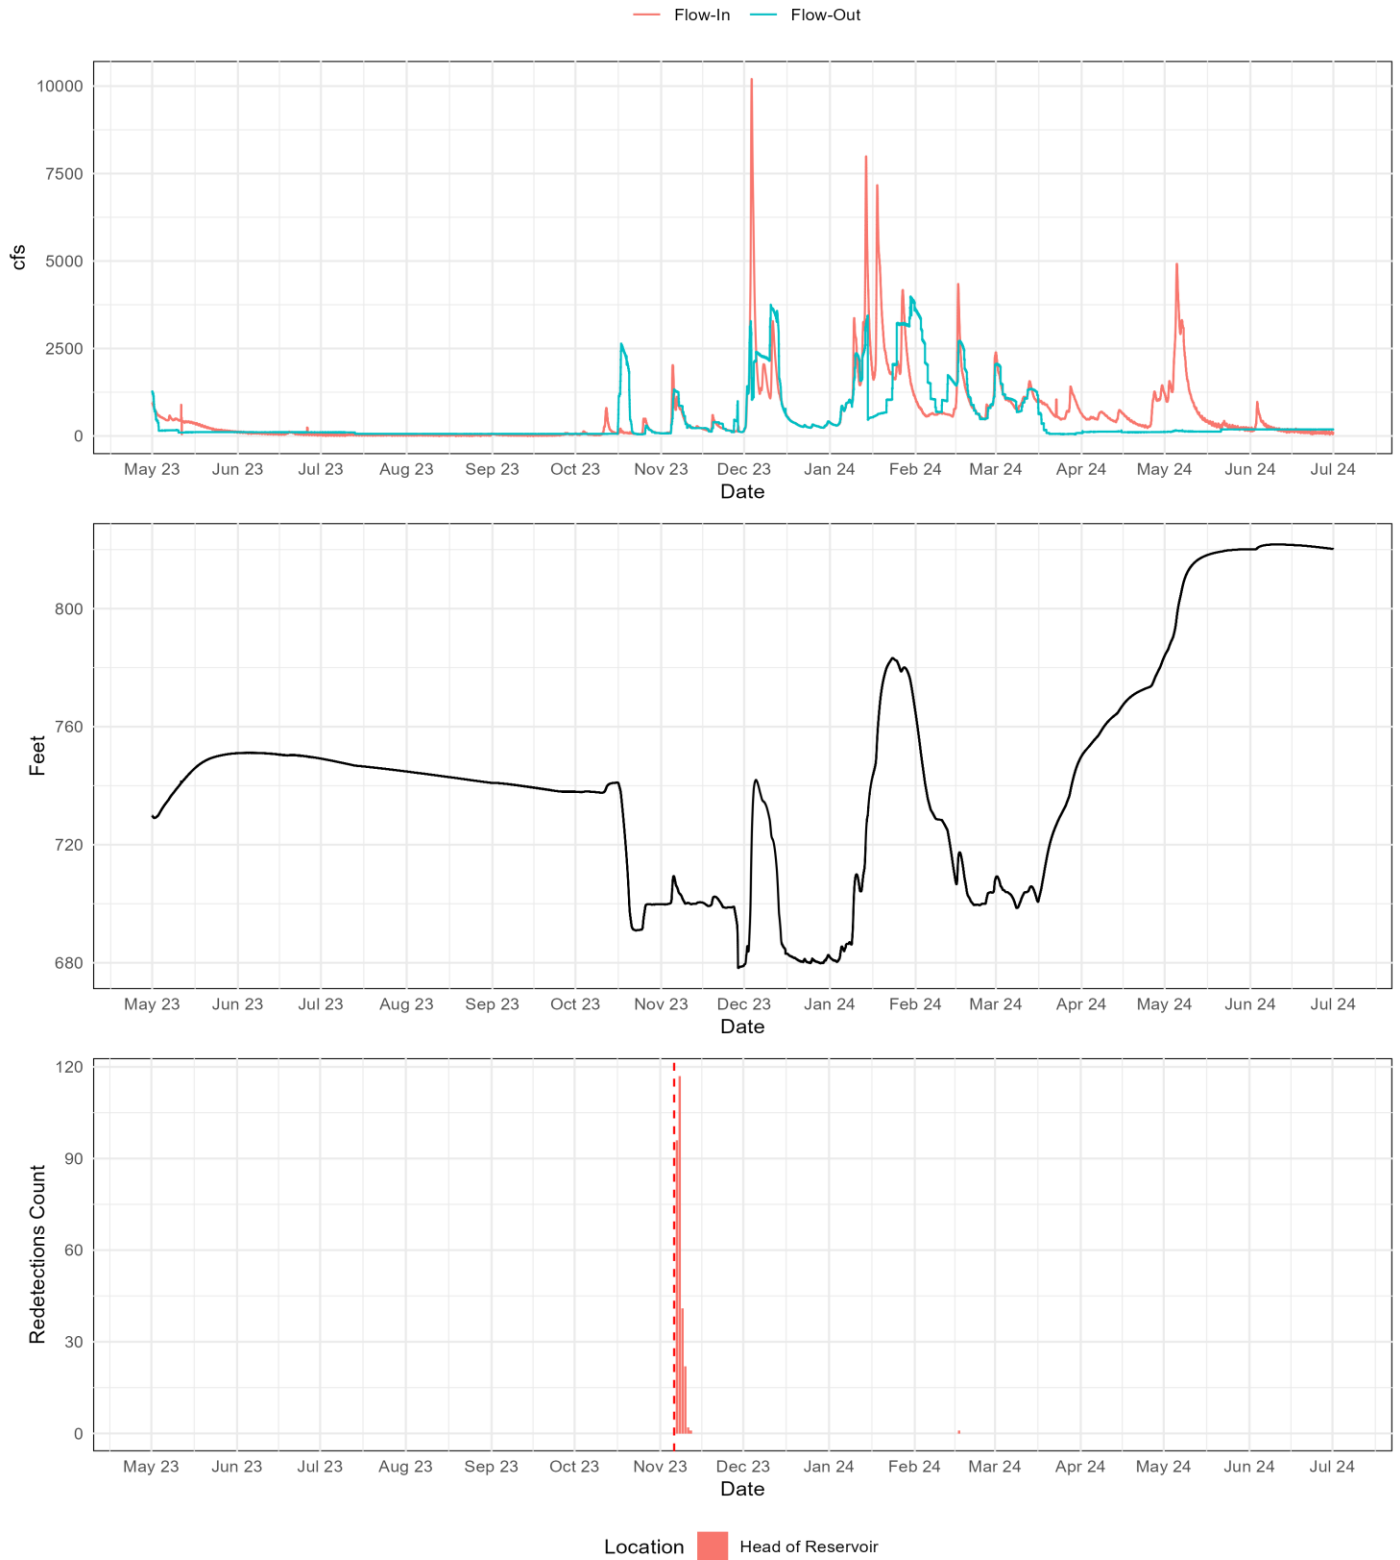 Flow-In Flow-Out
10000
7500
5000
2500
0
cfs
May 23 Jun 23 Jul 23 Aug 23 Sep 23 Oct 23 Nov 23 Dec 23 Jan 24 Feb 24 Mar 24 Apr 24 May 24 Jun 24 Jul 24
Date
800
760
720
680
Feet
May 23 Jun 23 Jul 23 Aug 23 Sep 23 Oct 23 Nov 23 Dec 23 Jan 24 Feb 24 Mar 24 Apr 24 May 24 Jun 24 Jul 24
Date
120
90
60
30
0
Redetections Count
May 23 Jun 23 Jul 23 Aug 23 Sep 23 Oct 23 Nov 23 Dec 23 Jan 24 Feb 24 Mar 24 Apr 24 May 24 Jun 24 Jul 24
Date
Location Head of Reservoir